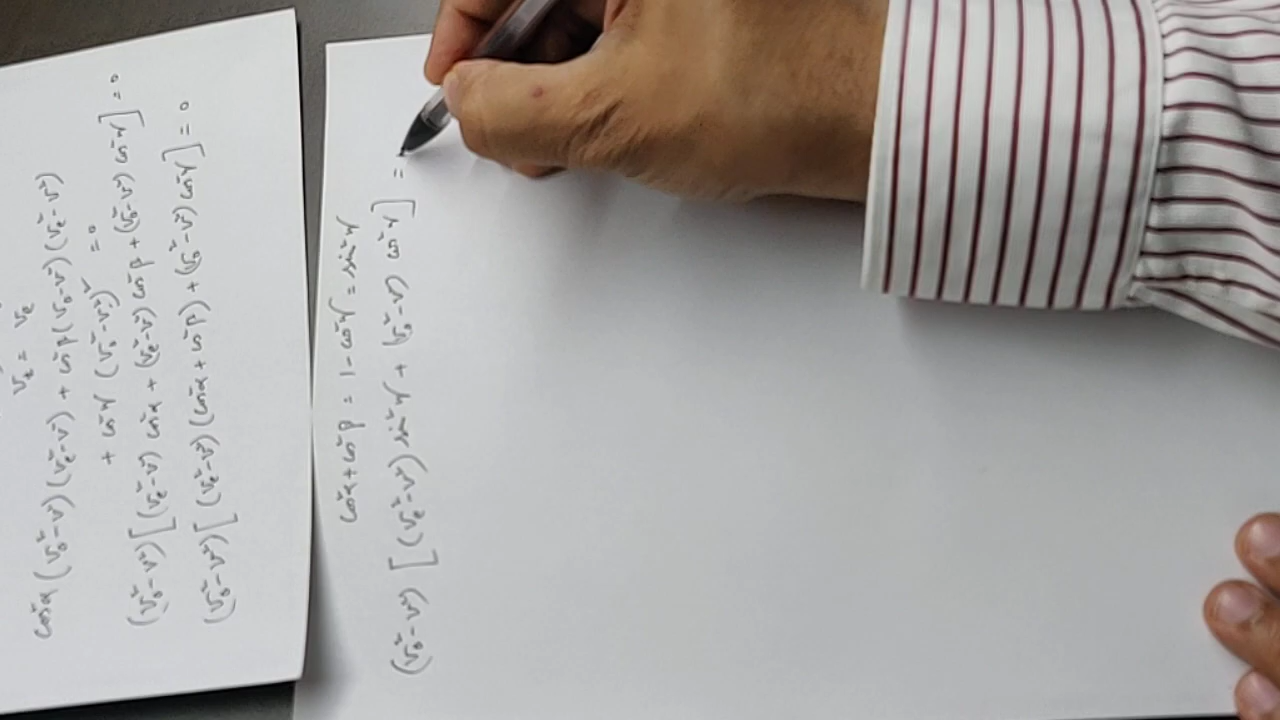 v_z² = v_e²
cos²α (v_o² - v²) (v_e² - v²) + cos²β (v_o² - v²) (v_e² - v²)
+ cos²γ (v_o² - v²)² = 0
(v_o² - v²) [(v_e² - v²) cos²α + (v_e² - v²) cos²β + (v_o² - v²) cos²γ] = 0
(v_o² - v²) [(v_e² - v²) (cos²α + cos²β) + (v_o² - v²) cos²γ] = 0
cos²α + cos²β = 1 - cos²γ = sin²γ
(v_o² - v²) [(v_e² - v²) sin²γ + (v_o² - v²) cos²γ] =